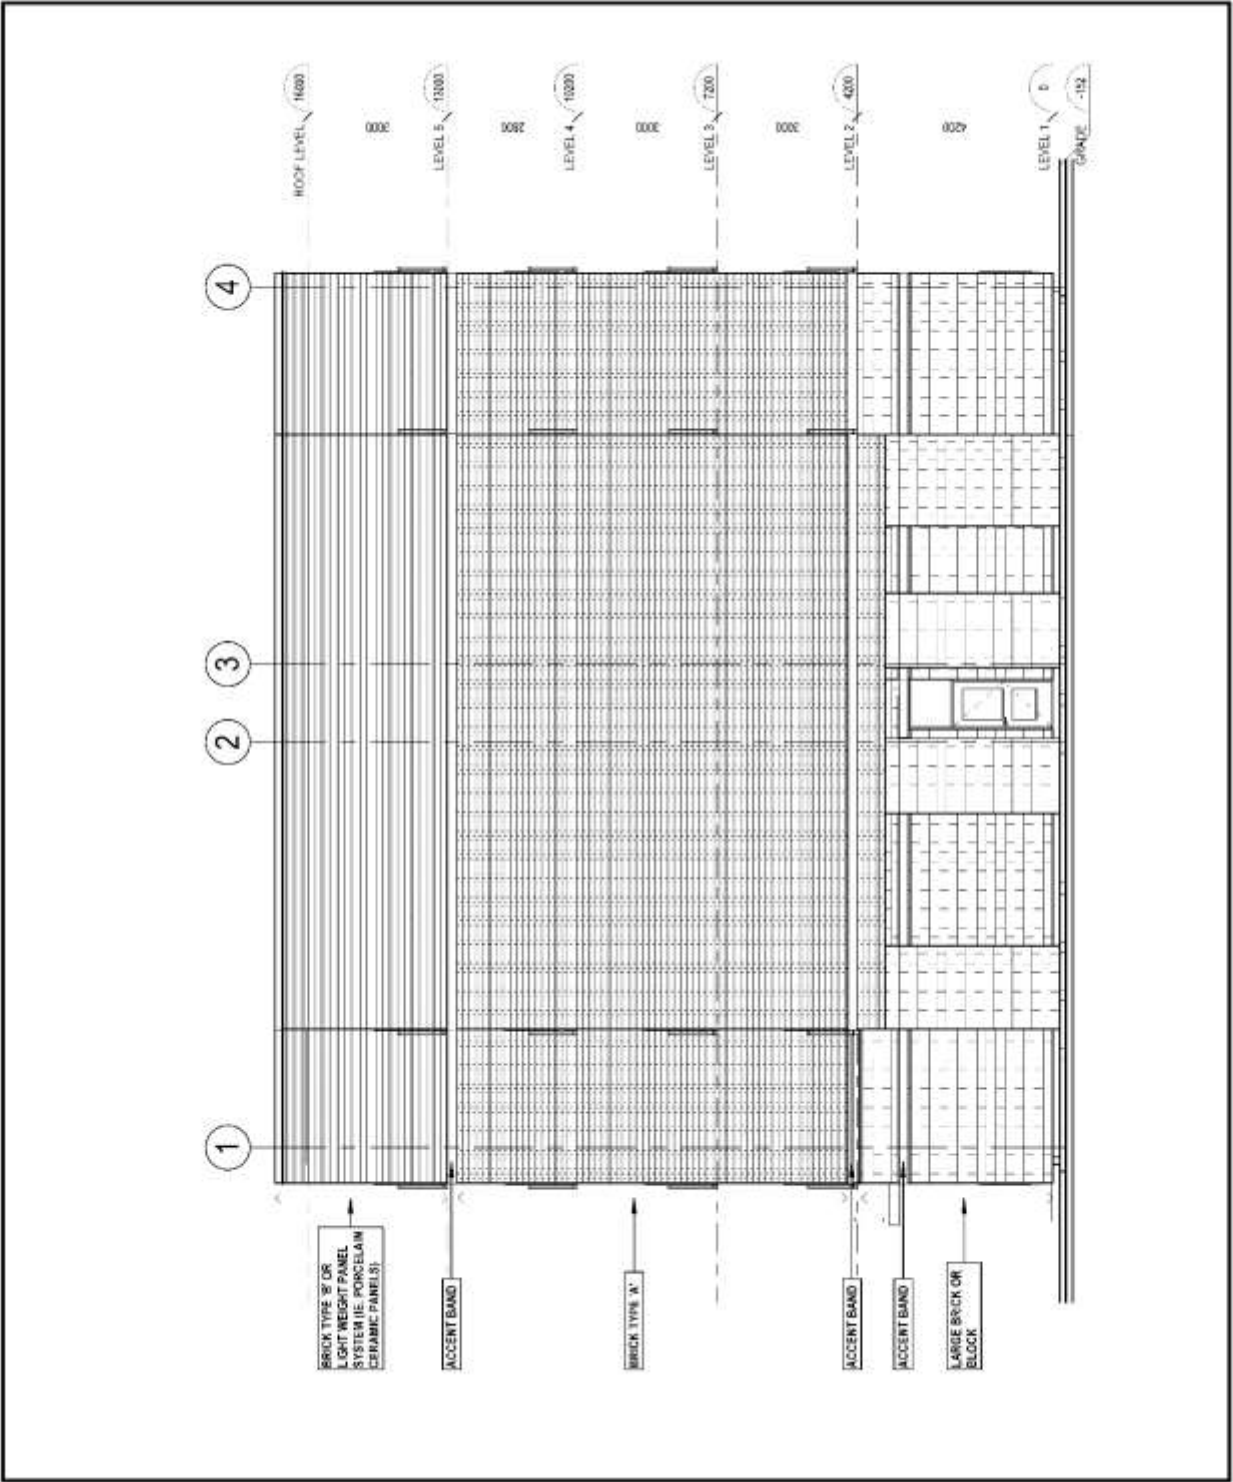 1
2
3
4
BRICK TYPE 'B' OR
LIGHT WEIGHT PANEL
SYSTEM (IE. PORCELAIN
CERAMIC PANELS)
ACCENT BAND
BRICK TYPE 'A'
ACCENT BAND
ACCENT BAND
LARGE BRICK OR
BLOCK
ROOF LEVEL
16000
3000
LEVEL 5
13000
2800
LEVEL 4
10200
3000
LEVEL 3
7200
3000
LEVEL 2
4200
4200
LEVEL 1
0
GRADE
-152